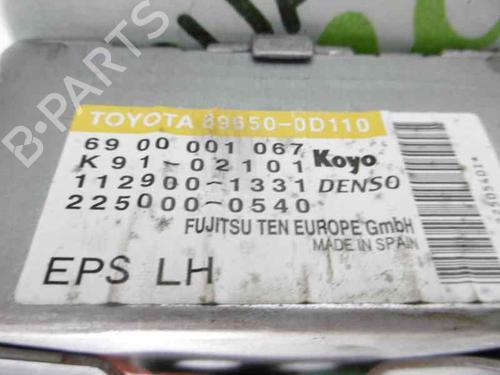 TOYOTA 89650-0D110
69 00 001 067
K 91-02101 Koyo
112900-1331 DENSO
225000-0540
FUJITSU TEN EUROPE GmbH
MADE IN SPAIN
EPS LH
B-PARTS